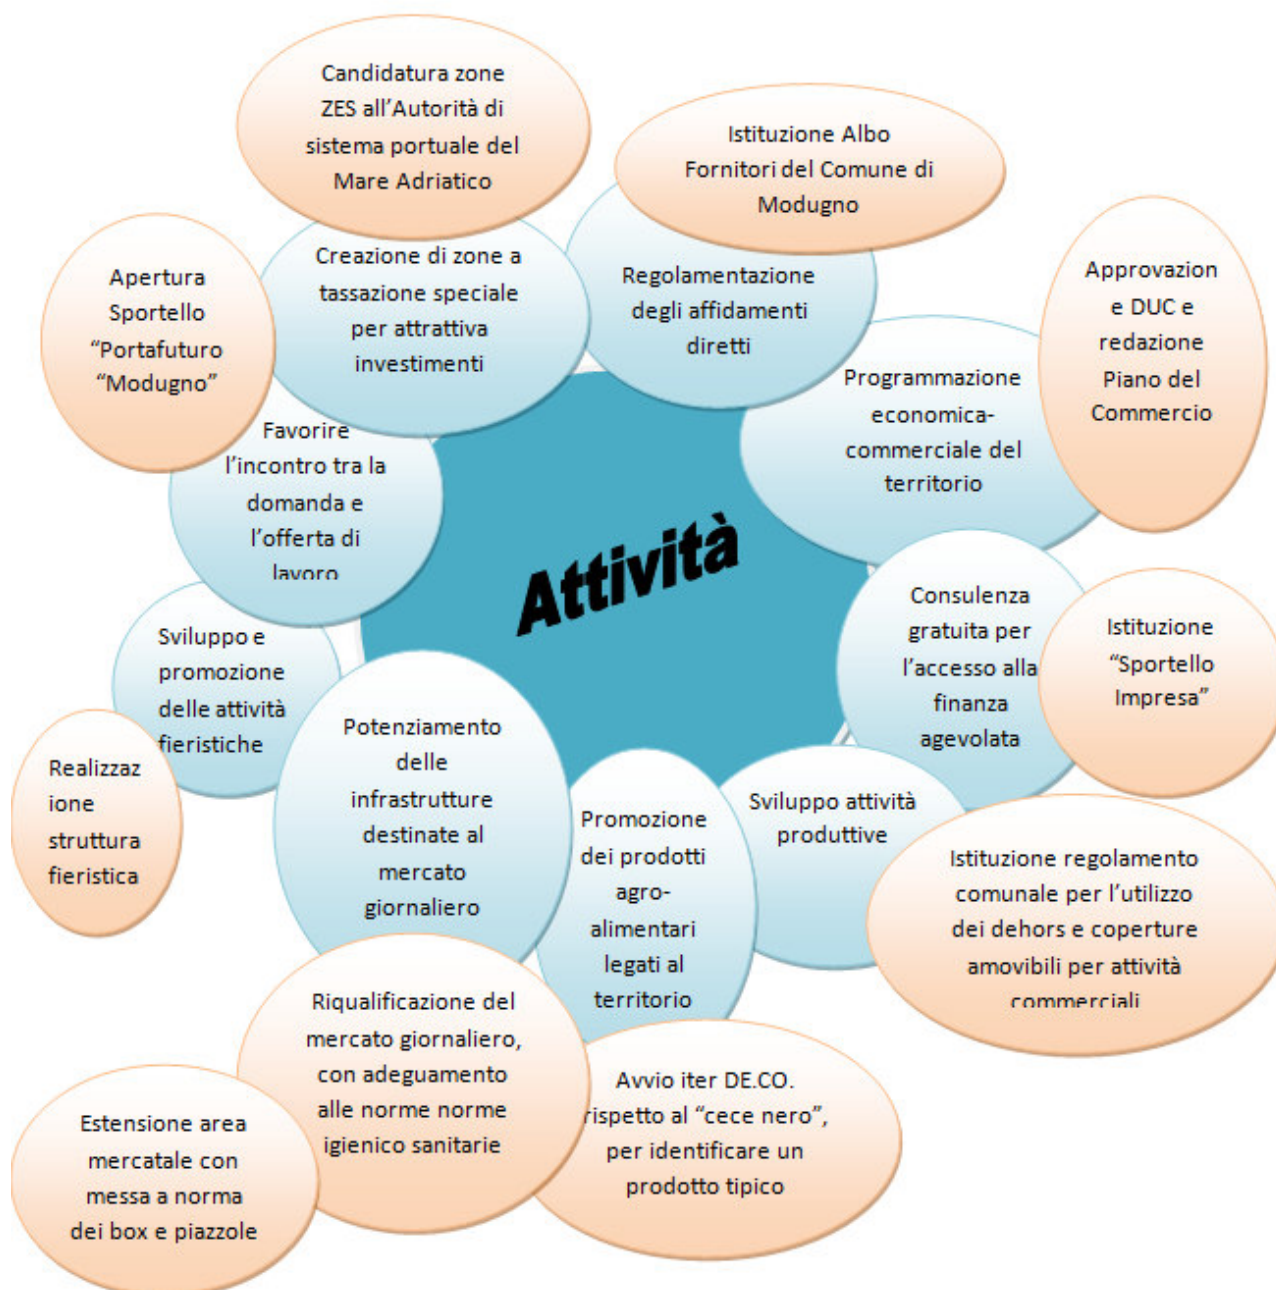 Candidatura zone
ZES all’Autorità di
sistema portuale del
Mare Adriatico
Istituzione Albo
Fornitori del Comune di
Modugno
Apertura
Sportello
“Portafuturo
“Modugno”
Creazione di zone a
tassazione speciale
per attrattiva
investimenti
Regolamentazione
degli affidamenti
diretti
Approvazion
e DUC e
redazione
Piano del
Commercio
Programmazione
economica-
commerciale del
territorio
Favorire
l’incontro tra la
domanda e
l’offerta di
lavoro
Attività
Consulenza
gratuita per
l’accesso alla
finanza
agevolata
Istituzione
“Sportello
Impresa”
Sviluppo e
promozione
delle attività
fieristiche
Realizzaz
ione
struttura
fieristica
Potenziamento
delle
infrastrutture
destinate al
mercato
giornaliero
Promozione
dei prodotti
agro-
alimentari
legati al
territorio
Sviluppo attività
produttive
Istituzione regolamento
comunale per l’utilizzo
dei dehors e coperture
amovibili per attività
commerciali
Riqualificazione del
mercato giornaliero,
con adeguamento
alle norme norme
igienico sanitarie
Avvio iter DE.CO.
rispetto al “cece nero”,
per identificare un
prodotto tipico
Estensione area
mercatale con
messa a norma
dei box e piazzole